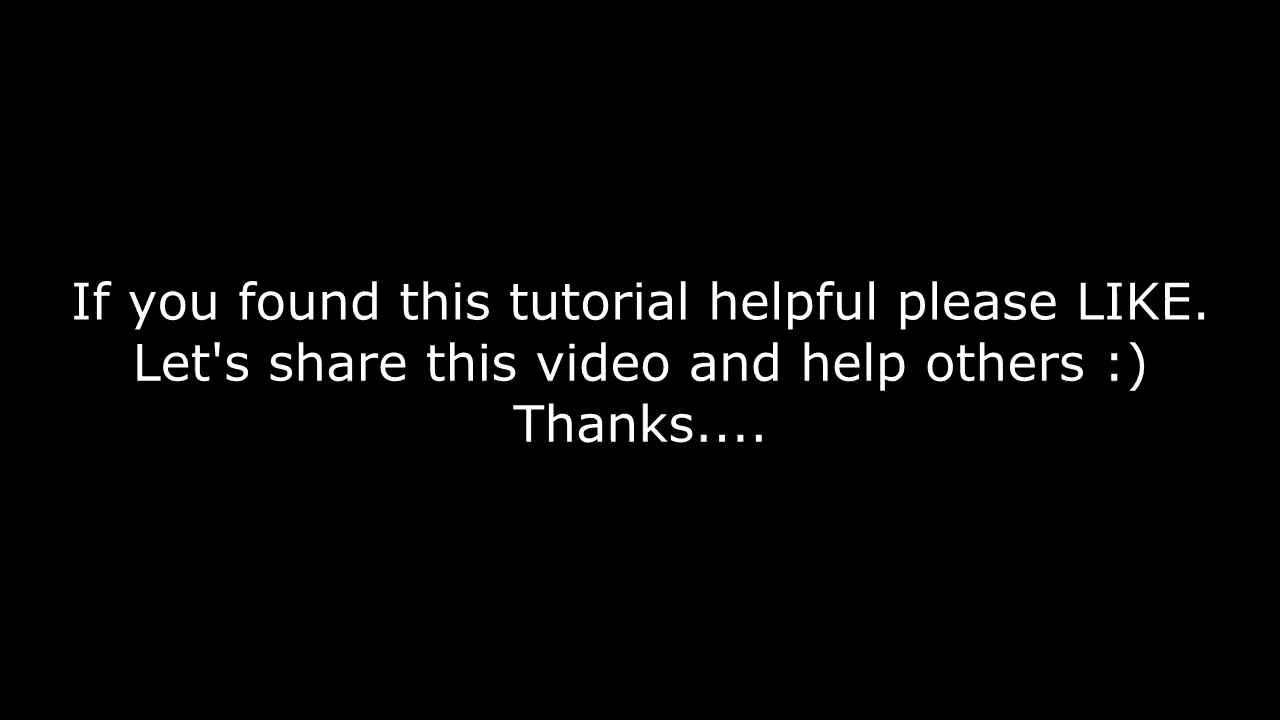 If you found this tutorial helpful please LIKE.
Let's share this video and help others :)
Thanks....